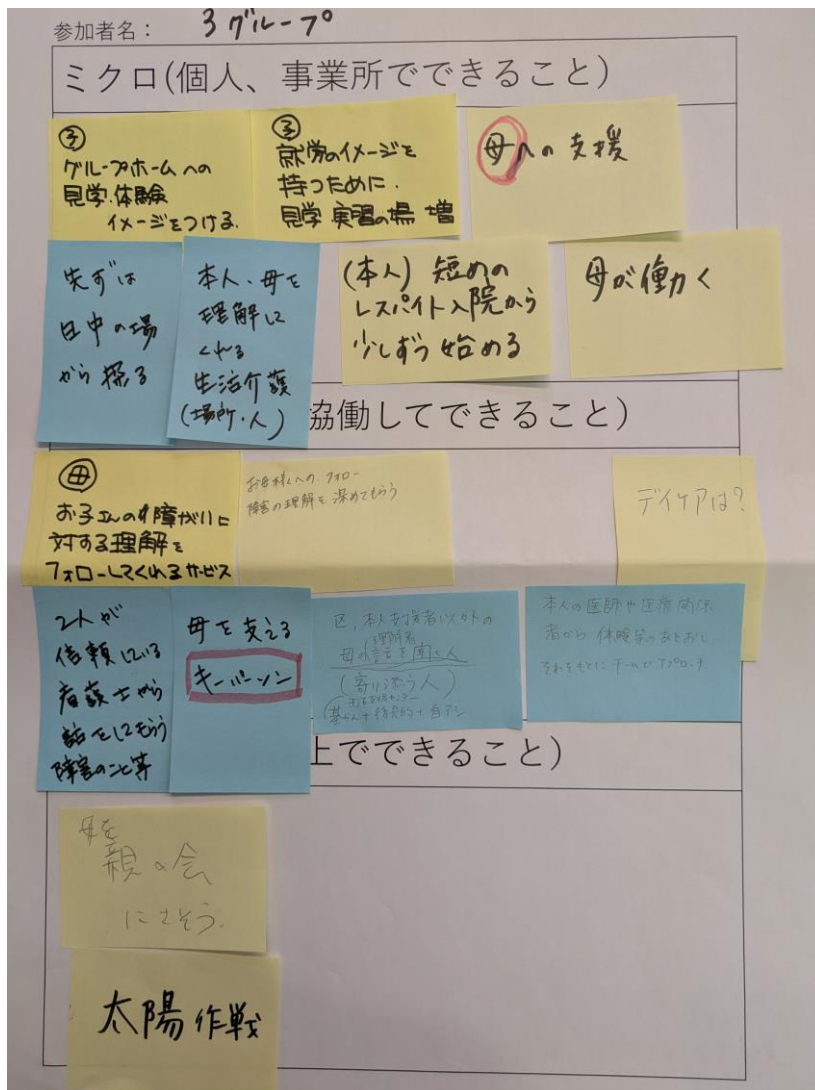 参加者名： 3グループ
ミクロ(個人、事業所でできること)
子
グループホームへの
見学・体験
イメージをつける.
子
就労のイメージを
持つために.
見学 実習の場 増
母への支援
先ずは
日中の場
から探る
本人、母を
理解して
くれる
生活介護
(場所・人)
(本人) 短めの
レスパイト入院から
少しずつ始める
母が働く
協働してできること)
母
お子さんの障がいに
対する理解を
フォローしてくれるサービス
お母様への フォロー
障害の理解を 深めてもらう
デイケアは?
2人が
信頼している
看護士から
話をしてもらう
障害のこと等
母を支える
キーパーソン
区、本人支援者以外の
理解者
(寄り添う人)
本人の医師や医療関係
者から 体験等のあとおし
それをもとに チームで アプローチ
上でできること)
母を
親の会
にさそう.
太陽作戦